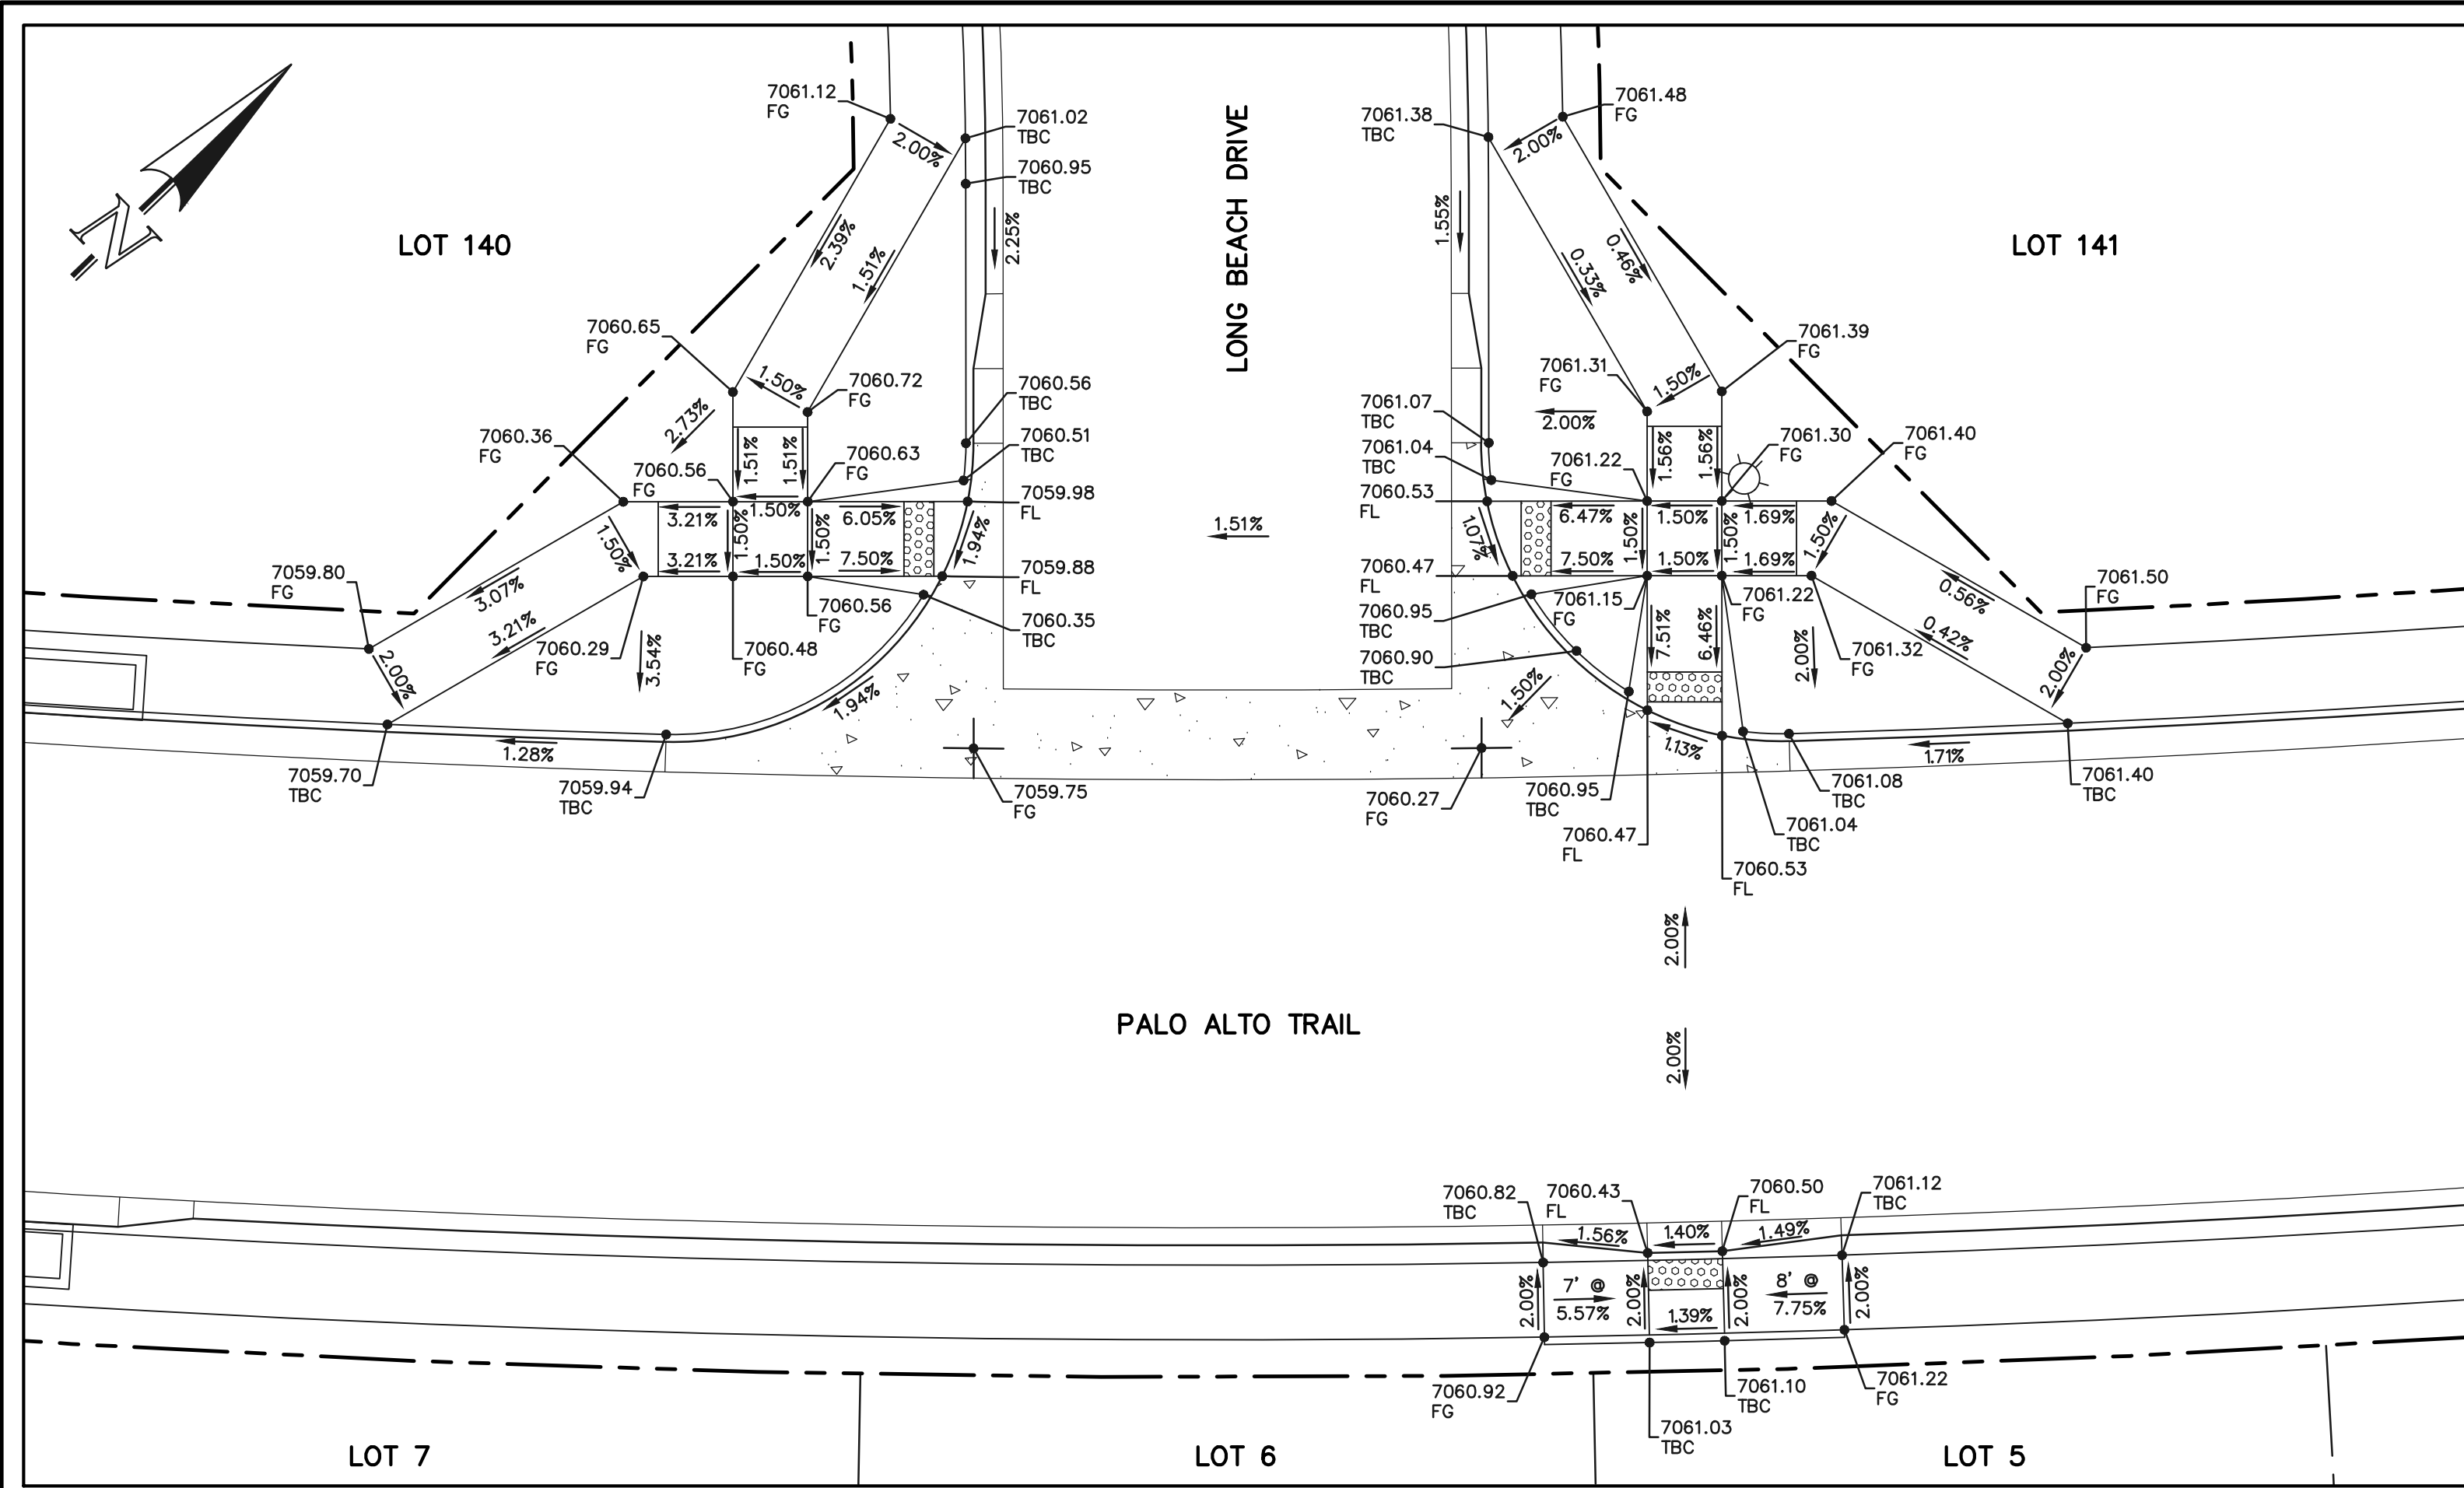 7061.12
FG
7061.02
TBC
7060.95
TBC
2.00%
2.25%
LONG BEACH DRIVE
7061.38
TBC
7061.48
FG
2.00%
1.55%
N
LOT 140
LOT 141
2.39%
1.51%
0.33%
0.46%
7060.65
FG
1.50%
7060.72
FG
2.73%
7060.56
TBC
7060.51
TBC
7060.36
FG
7060.56
FG
1.51%
1.51%
7060.63
FG
7059.98
FL
7061.31
FG
1.50%
7061.39
FG
7061.07
TBC
2.00%
7061.04
TBC
7061.22
FG
1.56%
1.56%
7061.30
FG
7061.40
FG
7060.53
FL
3.21%
1.50%
1.50%
1.50%
6.05%
1.50%
3.21%
1.50%
7.50%
1.94%
1.51%
1.07%
6.47%
1.50%
1.50%
1.50%
1.69%
7.50%
1.50%
1.69%
1.50%
7059.80
FG
3.07%
3.21%
7059.88
FL
7060.56
FG
7060.35
TBC
7060.47
FL
7060.95
TBC
7061.15
FG
7061.22
FG
0.56%
7061.50
FG
0.42%
2.00%
7060.29
FG
3.54%
7060.48
FG
1.94%
7060.90
TBC
1.50%
7.51%
6.46%
2.00%
7061.32
FG
2.00%
1.28%
7059.70
TBC
7059.94
TBC
7059.75
FG
7060.27
FG
7060.95
TBC
1.13%
1.71%
7061.08
TBC
7061.40
TBC
7060.47
FL
7061.04
TBC
7060.53
FL
2.00%
PALO ALTO TRAIL
2.00%
7060.82
TBC
7060.43
FL
7060.50
FL
7061.12
TBC
1.56%
1.40%
1.49%
2.00%
7' @
5.57%
2.00%
1.39%
2.00%
8' @
7.75%
2.00%
7060.92
FG
7061.03
TBC
7061.10
TBC
7061.22
FG
LOT 7
LOT 6
LOT 5